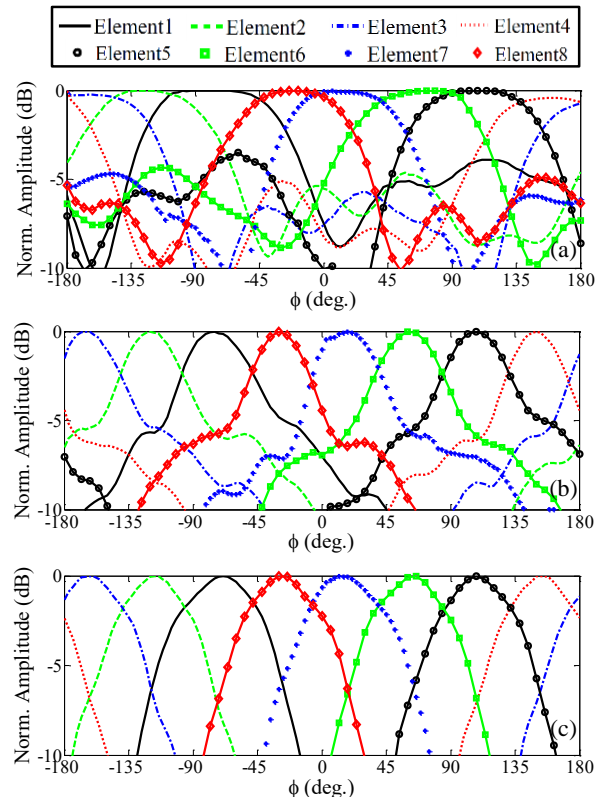 Element1 Element2 Element3 Element4
Element5 Element6 Element7 Element8
Norm. Amplitude (dB)
0
-5
-10
(a)
-180 -135 -90 -45 0 45 90 135 180
ϕ (deg.)
Norm. Amplitude (dB)
0
-5
-10
(b)
-180 -135 -90 -45 0 45 90 135 180
ϕ (deg.)
Norm. Amplitude (dB)
0
-5
-10
(c)
-180 -135 -90 -45 0 45 90 135 180
ϕ (deg.)